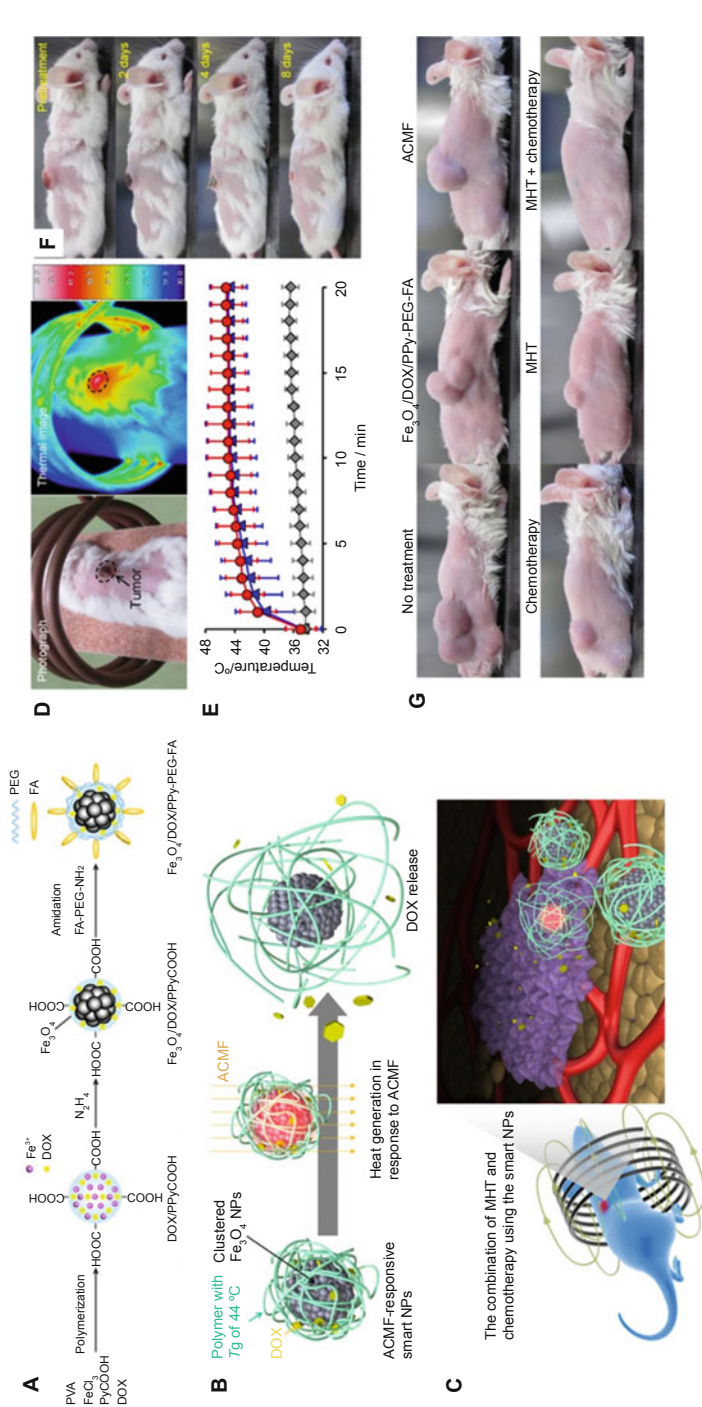 A
PVA
FeCl3
PyCOOH
DOX
Polymerization
Fe3+
DOX
HOOC
COOH
COOH
COOH
DOX/PPyCOOH
N2H4
Fe3O4
HOOC
COOH
COOH
COOH
Fe3O4/DOX/PPyCOOH
Amidation
FA-PEG-NH2
PEG
FA
Fe3O4/DOX/PPy-PEG-FA
B
Polymer with
Tg of 44 ºC
DOX
Clustered
Fe3O4 NPs
ACMF-responsive
smart NPs
ACMF
Heat generation in
response to ACMF
DOX release
C
The combination of MHT and
chemotherapy using the smart NPs
D
Photograph
Tumor
Thermal image
E
Temperature/ºC
48
44
40
36
32
0
5
10
15
20
Time / min
F
Pretreatment
2 days
4 days
8 days
G
No treatment
Fe3O4/DOX/PPy-PEG-FA
ACMF
Chemotherapy
MHT
MHT + chemotherapy